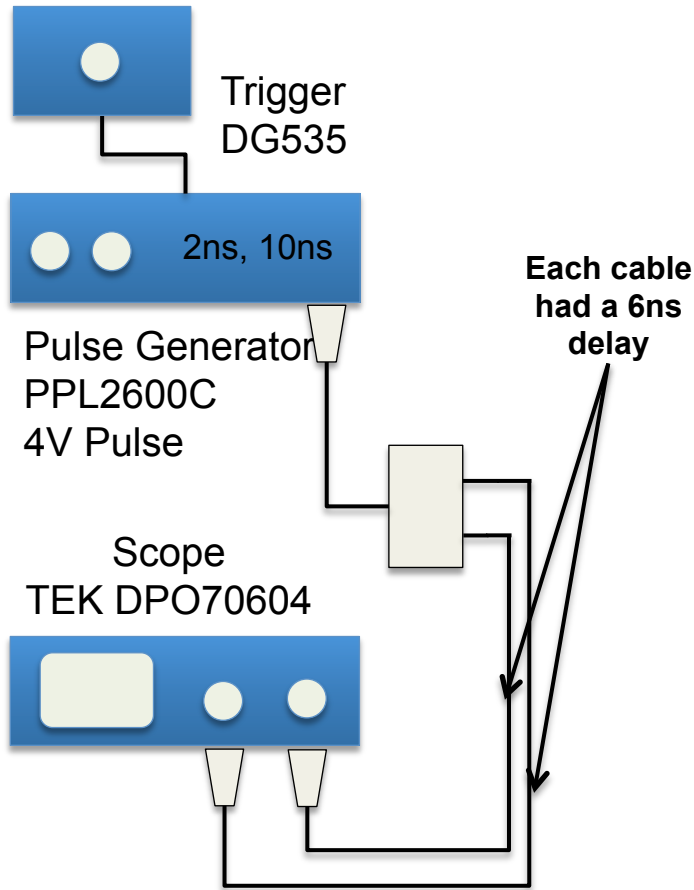 Trigger
DG535
2ns, 10ns
Each cable
had a 6ns
delay
Pulse Generator
PPL2600C
4V Pulse
Scope
TEK DPO70604